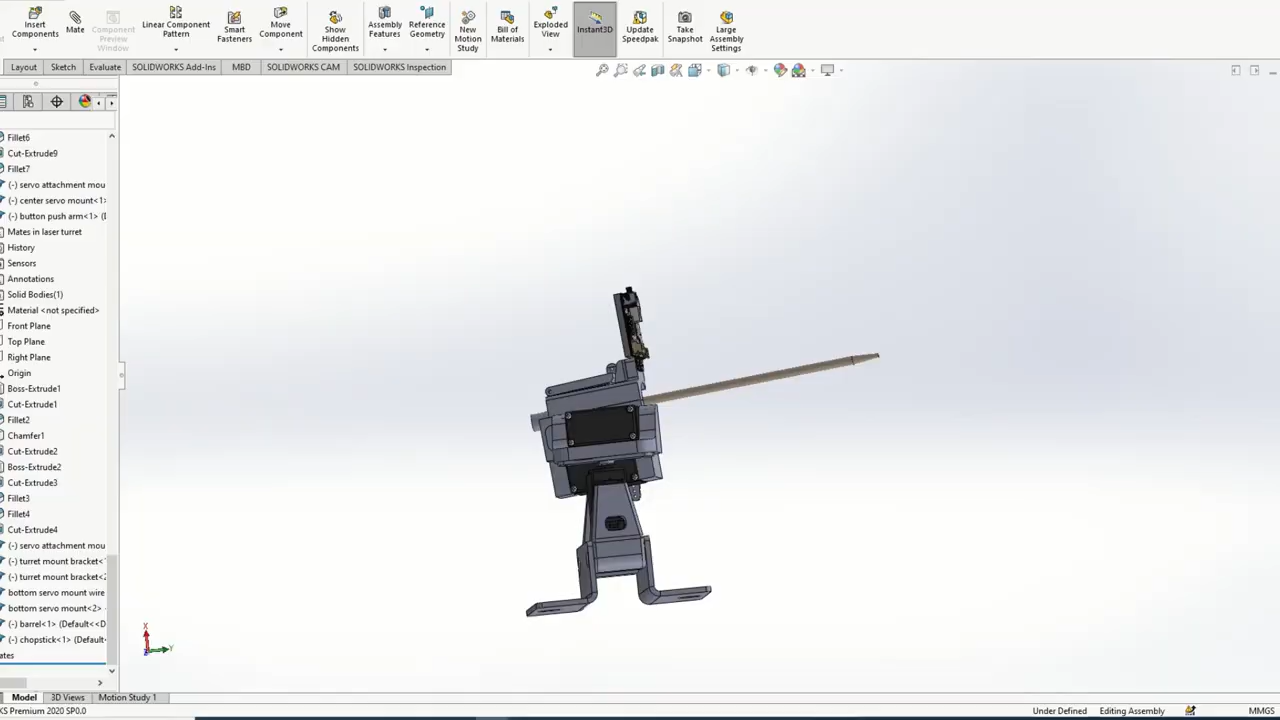 Insert Components
Mate
Component Preview Window
Linear Component Pattern
Smart Fasteners
Move Component
Show Hidden Components
Assembly Features
Reference Geometry
New Motion Study
Bill of Materials
Exploded View
Instant3D
Update Speedpak
Take Snapshot
Large Assembly Settings
Layout
Sketch
Evaluate
SOLIDWORKS Add-Ins
MBD
SOLIDWORKS CAM
SOLIDWORKS Inspection
Fillet6
Cut-Extrude9
Fillet7
(-) servo attachment mou
(-) center servo mount<1>
(-) button push arm<1> (D
Mates in laser turret
History
Sensors
Annotations
Solid Bodies(1)
Material <not specified>
Front Plane
Top Plane
Right Plane
Origin
Boss-Extrude1
Cut-Extrude1
Fillet2
Chamfer1
Cut-Extrude2
Boss-Extrude2
Cut-Extrude3
Fillet3
Fillet4
Cut-Extrude4
(-) servo attachment mou
(-) turret mount bracket<
(-) turret mount bracket<2
bottom servo mount wire
bottom servo mount<2>
(-) barrel<1> (Default<<D
(-) chopstick<1> (Default
ates
X
Y
Z
Model
3D Views
Motion Study 1
KS Premium 2020 SP0.0
Under Defined
Editing Assembly
MMGS